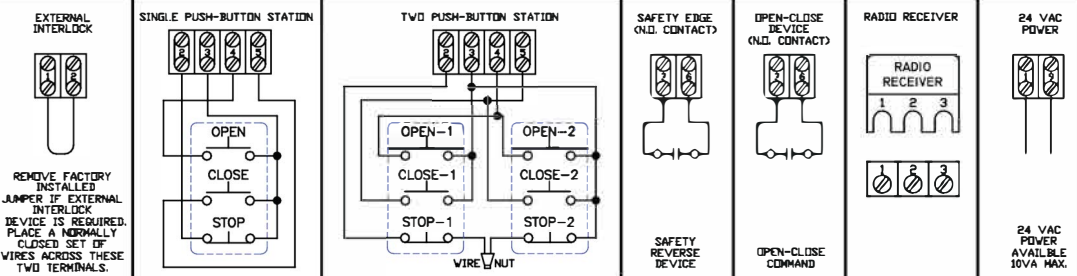 EXTERNAL
INTERLOCK
1 2
REMOVE FACTORY
INSTALLED
JUMPER IF EXTERNAL
INTERLOCK
DEVICE IS REQUIRED.
PLACE A NORMALLY
CLOSED SET OF
WIRES ACROSS THESE
TWO TERMINALS.
SINGLE PUSH-BUTTON STATION
2 3 4 5
OPEN
CLOSE
STOP
TWO PUSH-BUTTON STATION
2 3 4 5
OPEN-1
OPEN-2
CLOSE-1
CLOSE-2
STOP-1
STOP-2
WIRE NUT
SAFETY EDGE
(N.O. CONTACT)
7 6
SAFETY
REVERSE
DEVICE
OPEN-CLOSE
DEVICE
(N.O. CONTACT)
7 6
OPEN-CLOSE
COMMAND
RADIO RECEIVER
RADIO
RECEIVER
1 2 3
1 2 3
24 VAC
POWER
24 VAC
POWER
AVAILBLE
10VA MAX.